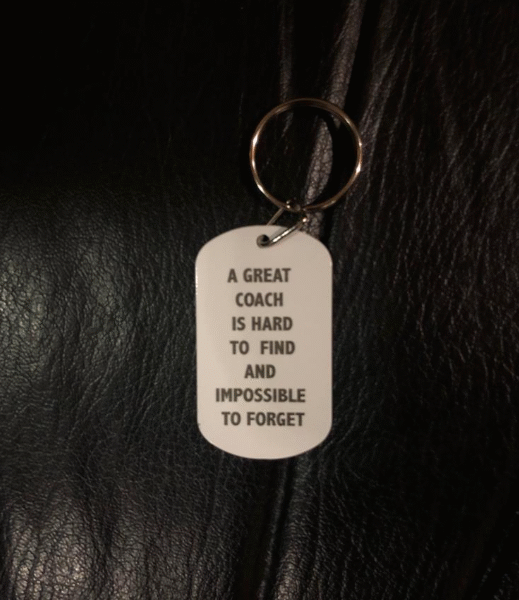 A GREAT
COACH
IS HARD
TO FIND
AND
IMPOSSIBLE
TO FORGET